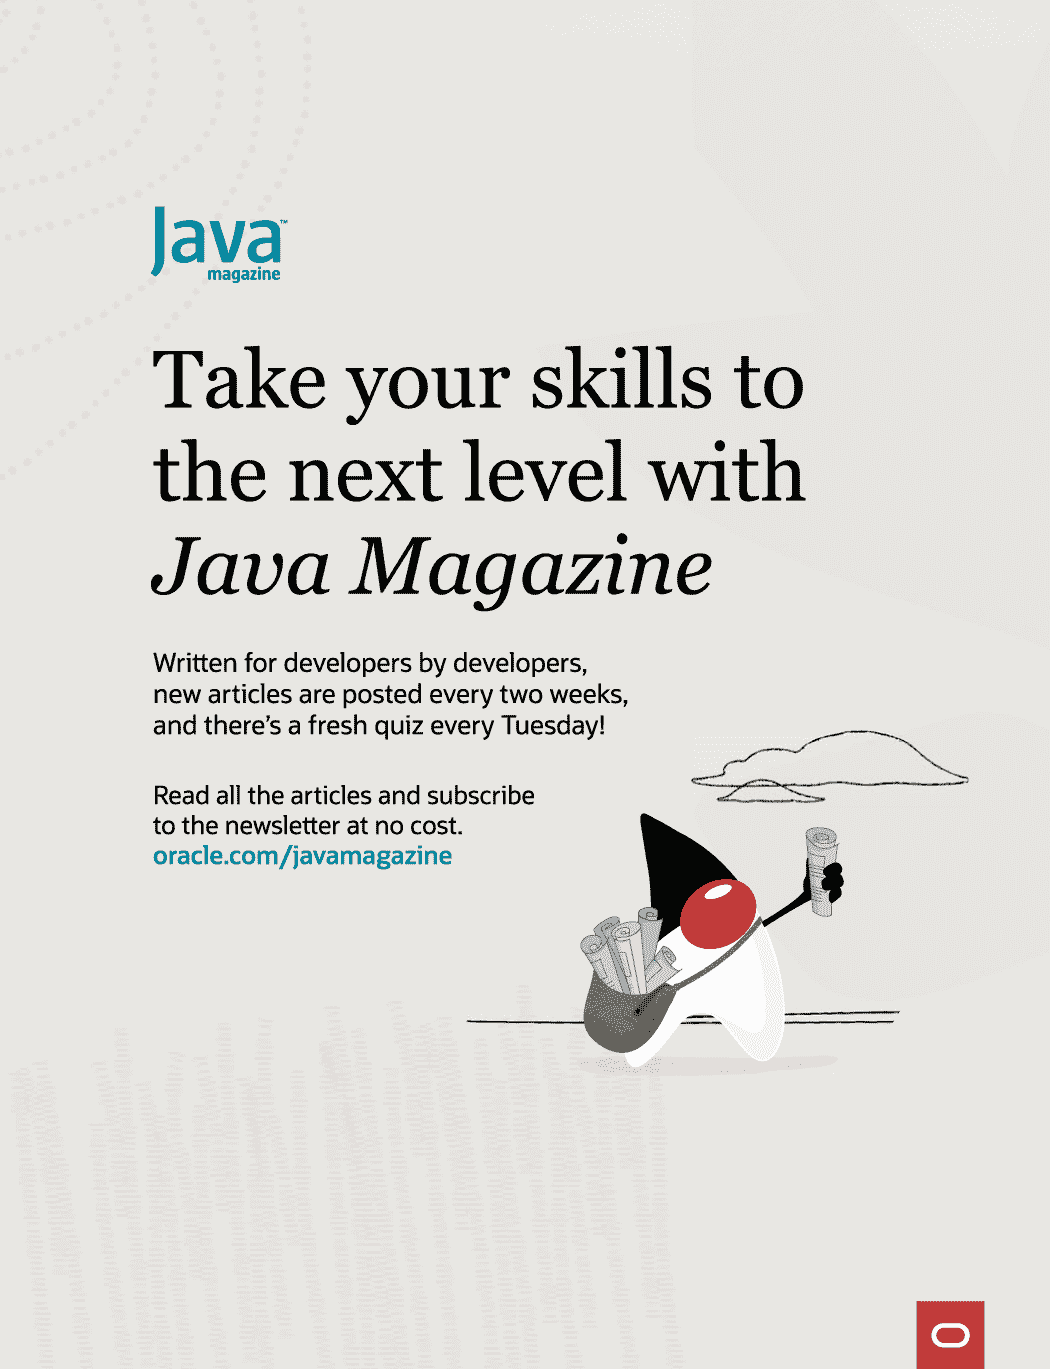 Java™
magazine
Take your skills to
the next level with
Java Magazine
Written for developers by developers,
new articles are posted every two weeks,
and there’s a fresh quiz every Tuesday!
Read all the articles and subscribe
to the newsletter at no cost.
oracle.com/javamagazine